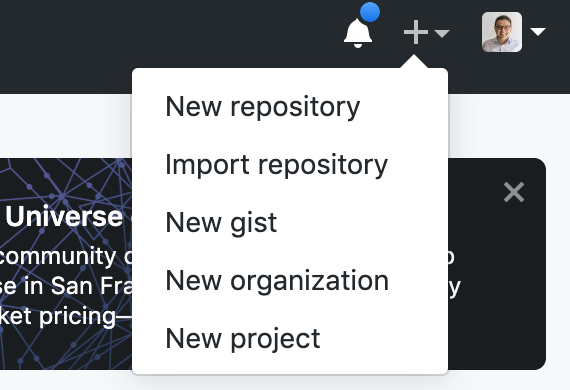 New repository
Import repository
New gist
New organization
New project
Universe
community
in San
pricing—